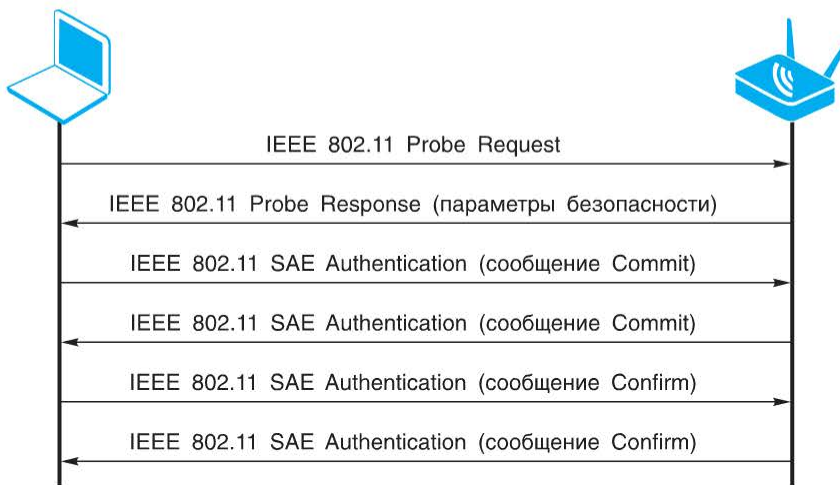 IEEE 802.11 Probe Request
IEEE 802.11 Probe Response (параметры безопасности)
IEEE 802.11 SAE Authentication (сообщение Commit)
IEEE 802.11 SAE Authentication (сообщение Commit)
IEEE 802.11 SAE Authentication (сообщение Confirm)
IEEE 802.11 SAE Authentication (сообщение Confirm)